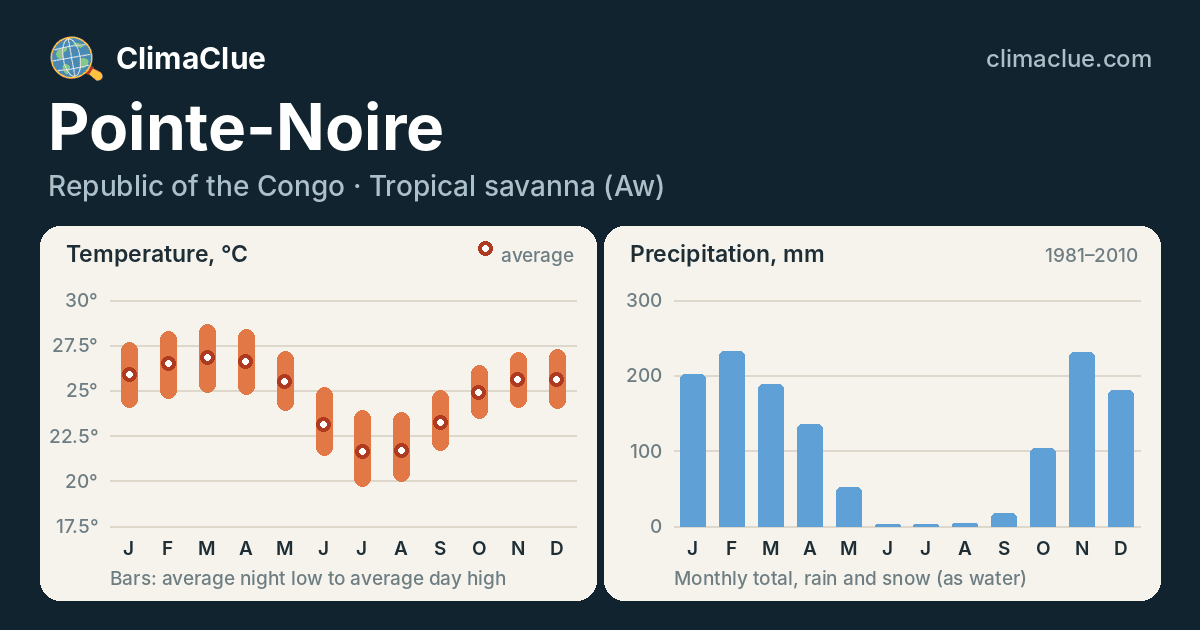 ClimaClue
climaclue.com
Pointe-Noire
Republic of the Congo · Tropical savanna (Aw)
Temperature, °C
average
30°
27.5°
25°
22.5°
20°
17.5°
J F M A M J J A S O N D
Bars: average night low to average day high
Precipitation, mm
1981–2010
300
200
100
0
J F M A M J J A S O N D
Monthly total, rain and snow (as water)